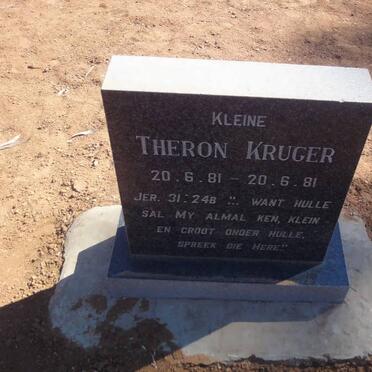 KLEINE
THERON KRUGER
20.6.81 - 20.6.81
JER. 31:24B "... WANT HULLE
SAL MY ALMAL KEN, KLEIN
EN GROOT ONDER HULLE,
SPREEK DIE HERE."